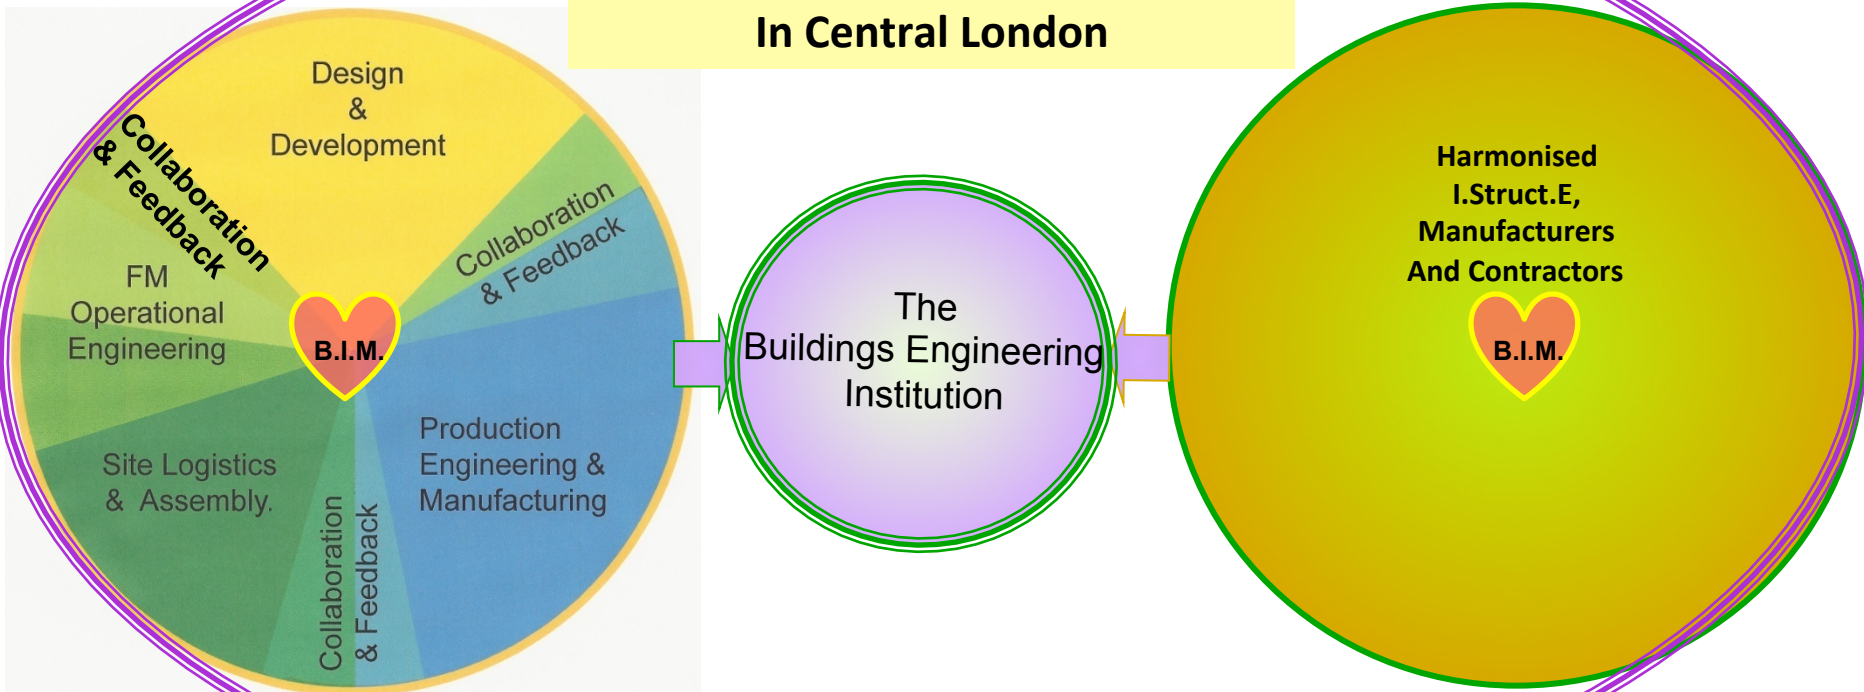 In Central London
Design
&
Development
Collaboration
& Feedback
Collaboration
& Feedback
FM
Operational
Engineering
B.I.M.
Site Logistics
& Assembly.
Production
Engineering &
Manufacturing
Collaboration
& Feedback
The
Buildings Engineering
Institution
Harmonised
I.Struct.E,
Manufacturers
And Contractors
B.I.M.